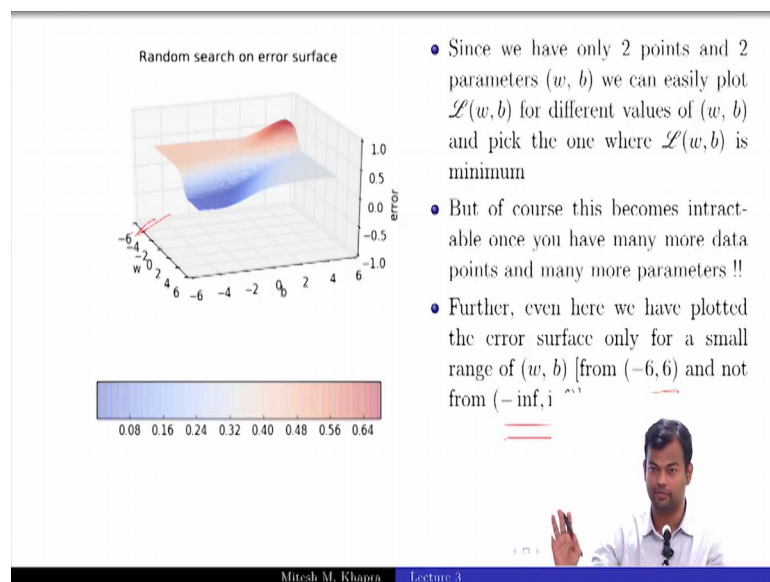 Random search on error surface
1.0
0.5
0.0
−0.5
−1.0
error
−6
−4
−2
0
2
4
6
w
−6
−4
−2
0
2
4
6
b
0.08 0.16 0.24 0.32 0.40 0.48 0.56 0.64
Since we have only 2 points and 2
parameters (w, b) we can easily plot
ℒ(w, b) for different values of (w, b)
and pick the one where ℒ(w, b) is
minimum
But of course this becomes intract-
able once you have many more data
points and many more parameters !!
Further, even here we have plotted
the error surface only for a small
range of (w, b) [from (−6, 6) and not
from (− inf, i
Mitesh M. Khapra Lecture 3